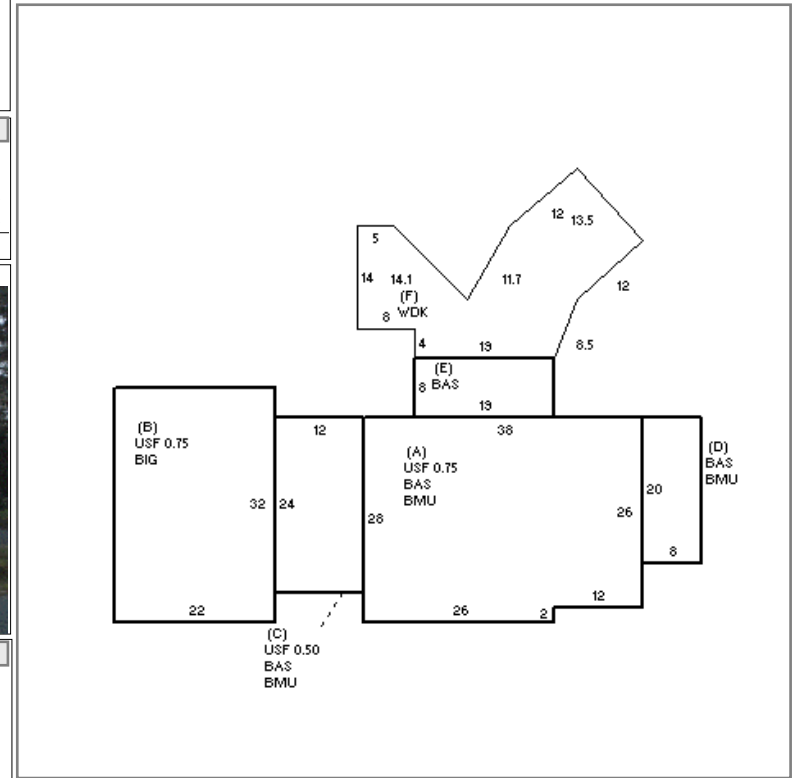 12 13.5
5
14 14.1 11.7
12
(F)
WDK
8
4 19 8.5
(E)
BAS
8
19
(B)
USF 0.75
BIG
12
38
(A)
USF 0.75
BAS
BMU
(D)
BAS
BMU
32 24
28
26
20
8
22
26 2 12
(C)
USF 0.50
BAS
BMU